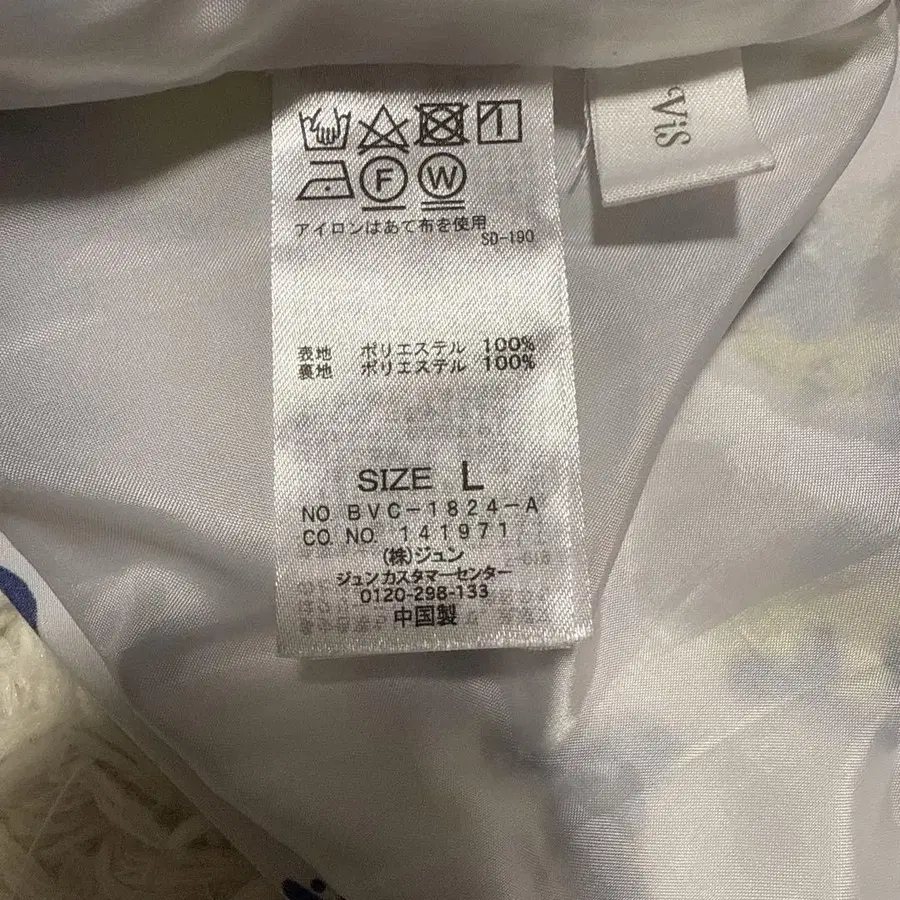 F W
アイロンはあて布を使用
SD-190
表地 ポリエステル 100%
裏地 ポリエステル 100%
SIZE L
NO BVC-1824-A
CO. NO. 141971
(株)ジュン
ジュンカスタマーセンター
0120-298-133
中国製
ViS